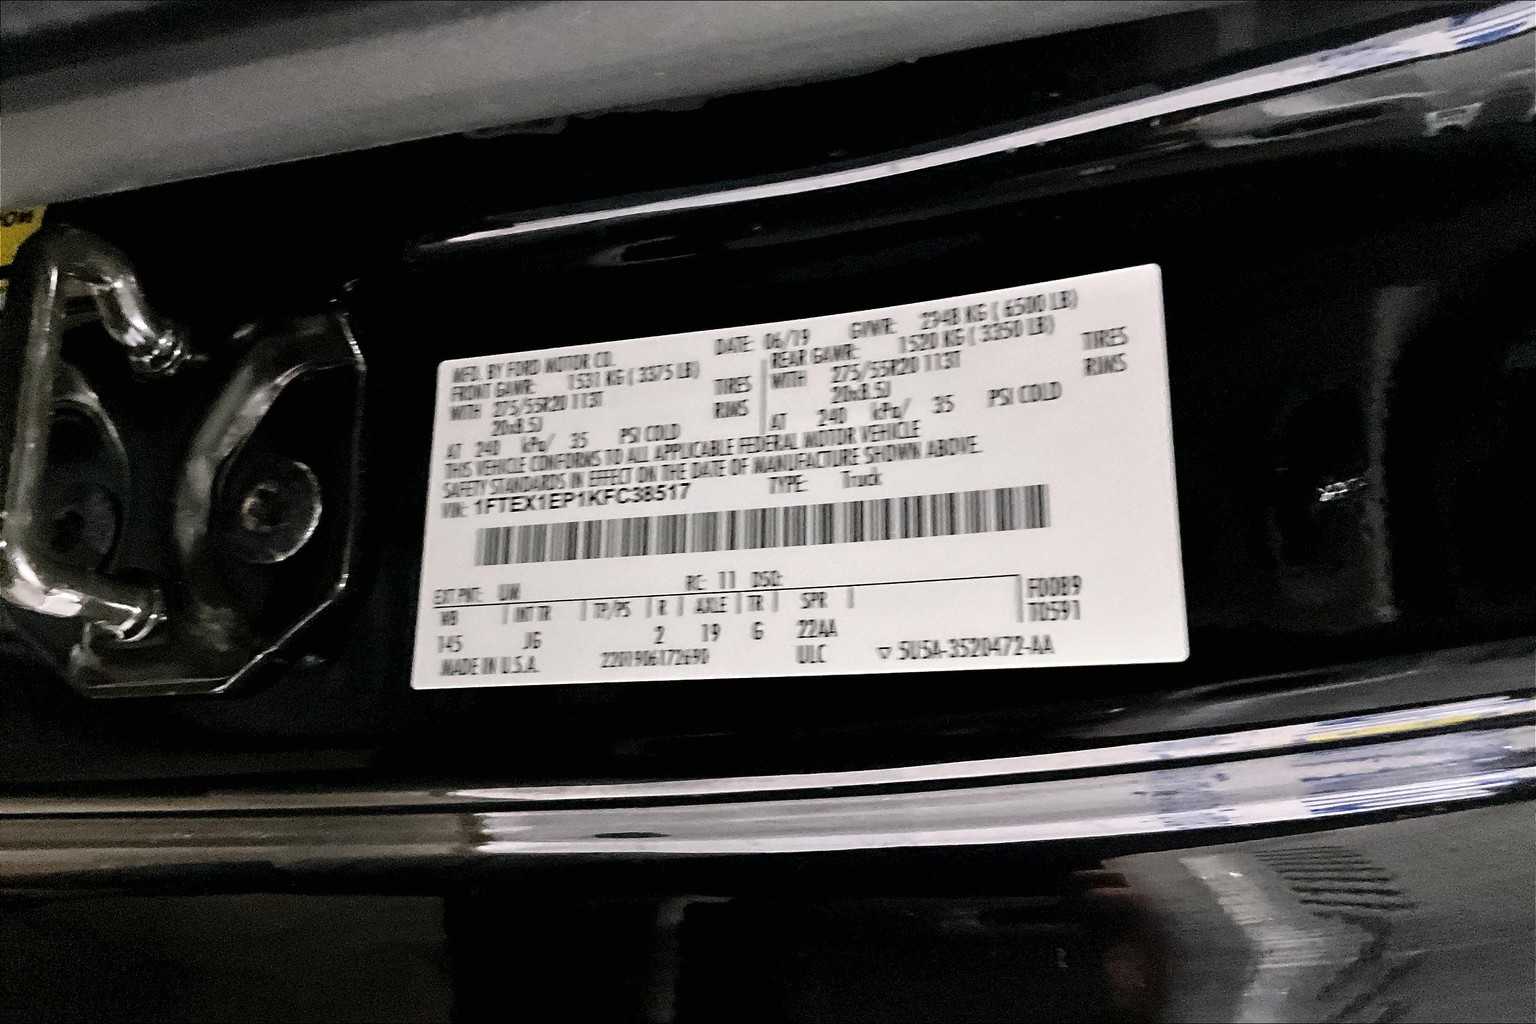 MFD. BY FORD MOTOR CO. DATE: 06/19 GVWR: 2948 KG ( 6500 LB)
FRONT GAWR: 1531 KG ( 3375 LB) REAR GAWR: 1520 KG ( 3350 LB)
WITH 275/55R20 113T TIRES WITH 275/55R20 113T TIRES
20x8.5J RIMS 20x8.5J RIMS
AT 240 kPa/ 35 PSI COLD AT 240 kPa/ 35 PSI COLD
THIS VEHICLE CONFORMS TO ALL APPLICABLE FEDERAL MOTOR VEHICLE
SAFETY STANDARDS IN EFFECT ON THE DATE OF MANUFACTURE SHOWN ABOVE.
VIN: 1FTEX1EP1KFC38517 TYPE: Truck
EXT PNT: UM RC: 11 DSO:
WB INT TR TP/PS R AXLE TR SPR F0089
145 JG 2 19 6 22AA T0591
MADE IN U.S.A. 2201906172690 ULC ▽ 5U5A-3520472-AA